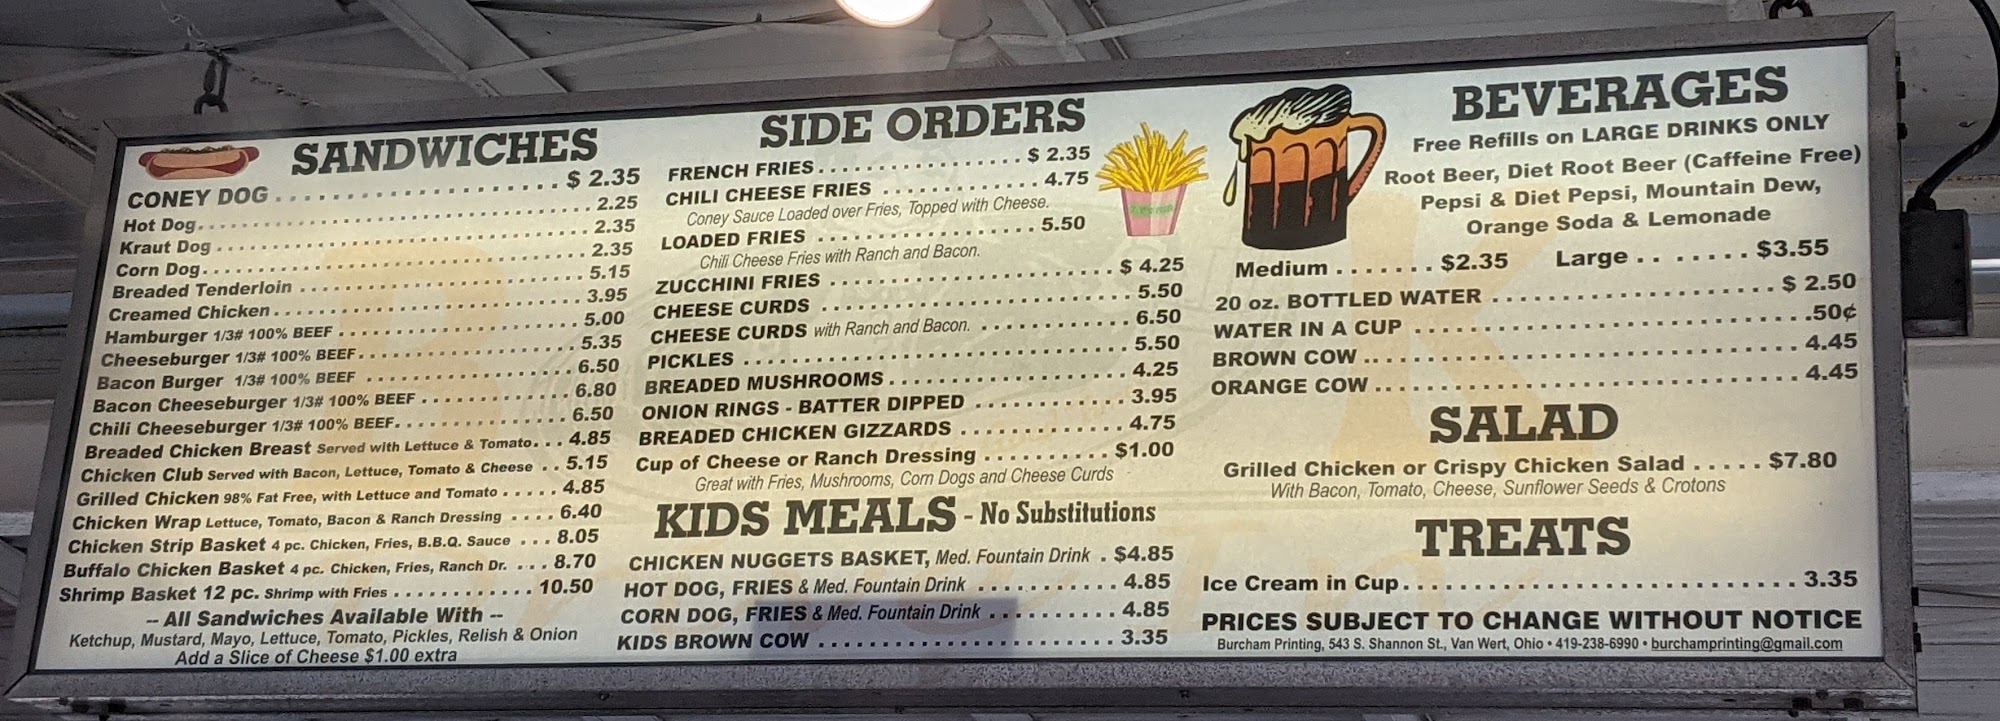 SANDWICHES
CONEY DOG $ 2.35
Hot Dog 2.25
Kraut Dog 2.35
Corn Dog 2.35
Breaded Tenderloin 5.15
Creamed Chicken 3.95
Hamburger 1/3# 100% BEEF 5.00
Cheeseburger 1/3# 100% BEEF 5.35
Bacon Burger 1/3# 100% BEEF 6.50
Bacon Cheeseburger 1/3# 100% BEEF 6.80
Chili Cheeseburger 1/3# 100% BEEF 6.50
Breaded Chicken Breast Served with Lettuce & Tomato 4.85
Chicken Club Served with Bacon, Lettuce, Tomato & Cheese 5.15
Grilled Chicken 98% Fat Free, with Lettuce and Tomato 4.85
Chicken Wrap Lettuce, Tomato, Bacon & Ranch Dressing 6.40
Chicken Strip Basket 4 pc. Chicken, Fries, B.B.Q. Sauce 8.05
Buffalo Chicken Basket 4 pc. Chicken, Fries, Ranch Dr. 8.70
Shrimp Basket 12 pc. Shrimp with Fries 10.50
-- All Sandwiches Available With --
Ketchup, Mustard, Mayo, Lettuce, Tomato, Pickles, Relish & Onion
Add a Slice of Cheese $1.00 extra
SIDE ORDERS
FRENCH FRIES $ 2.35
CHILI CHEESE FRIES 4.75
Coney Sauce Loaded over Fries, Topped with Cheese.
LOADED FRIES 5.50
Chili Cheese Fries with Ranch and Bacon.
ZUCCHINI FRIES $ 4.25
CHEESE CURDS 5.50
CHEESE CURDS with Ranch and Bacon. 6.50
PICKLES 5.50
BREADED MUSHROOMS 4.25
ONION RINGS - BATTER DIPPED 3.95
BREADED CHICKEN GIZZARDS 4.75
Cup of Cheese or Ranch Dressing $1.00
Great with Fries, Mushrooms, Corn Dogs and Cheese Curds
KIDS MEALS - No Substitutions
CHICKEN NUGGETS BASKET, Med. Fountain Drink $4.85
HOT DOG, FRIES & Med. Fountain Drink 4.85
CORN DOG, FRIES & Med. Fountain Drink 4.85
KIDS BROWN COW 3.35
BEVERAGES
Free Refills on LARGE DRINKS ONLY
Root Beer, Diet Root Beer (Caffeine Free)
Pepsi & Diet Pepsi, Mountain Dew,
Orange Soda & Lemonade
Medium $2.35 Large $3.55
20 oz. BOTTLED WATER $ 2.50
WATER IN A CUP .50¢
BROWN COW 4.45
ORANGE COW 4.45
SALAD
Grilled Chicken or Crispy Chicken Salad $7.80
With Bacon, Tomato, Cheese, Sunflower Seeds & Crotons
TREATS
Ice Cream in Cup 3.35
PRICES SUBJECT TO CHANGE WITHOUT NOTICE
Burcham Printing, 543 S. Shannon St., Van Wert, Ohio • 419-238-6990 • burchamprinting@gmail.com